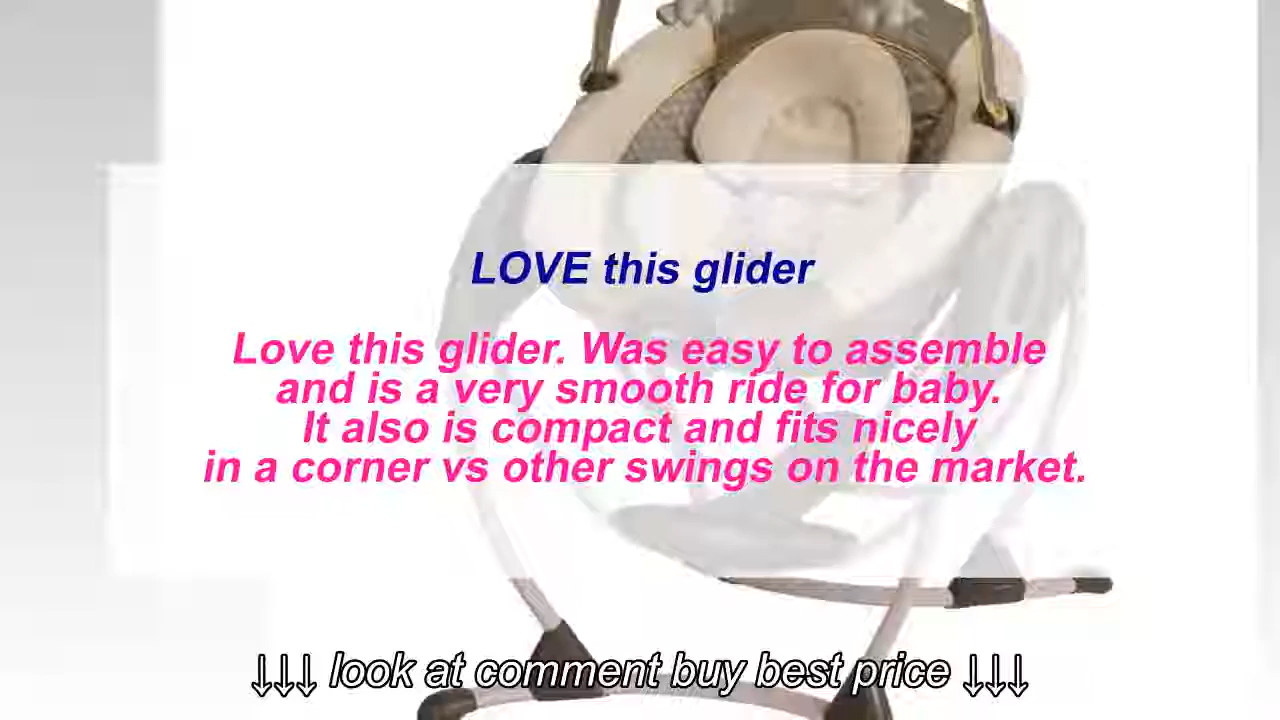 LOVE this glider
Love this glider. Was easy to assemble
and is a very smooth ride for baby.
It also is compact and fits nicely
in a corner vs other swings on the market.
↓↓↓ look at comment buy best price ↓↓↓